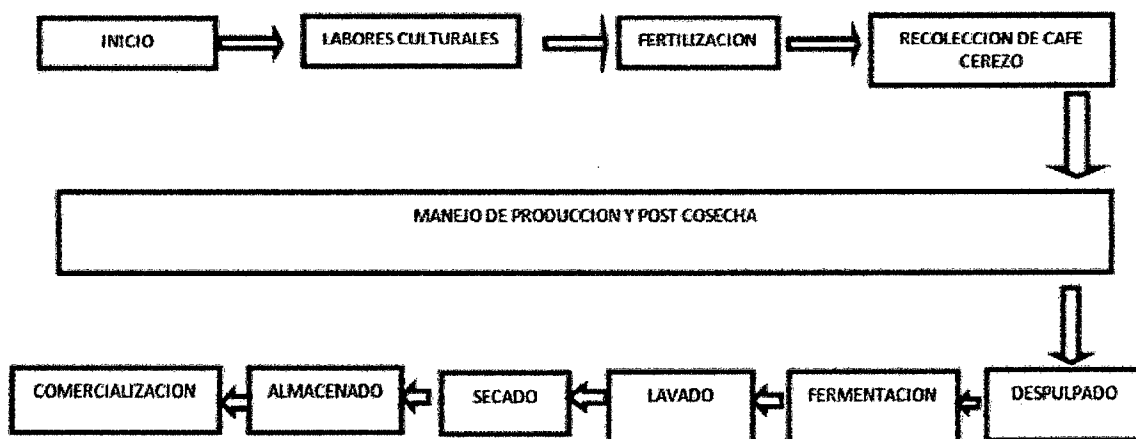 INICIO
LABORES CULTURALES
FERTILIZACION
RECOLECCION DE CAFE
CEREZO
MANEJO DE PRODUCCION Y POST COSECHA
COMERCIALIZACION
ALMACENADO
SECADO
LAVADO
FERMENTACION
DESPULPADO